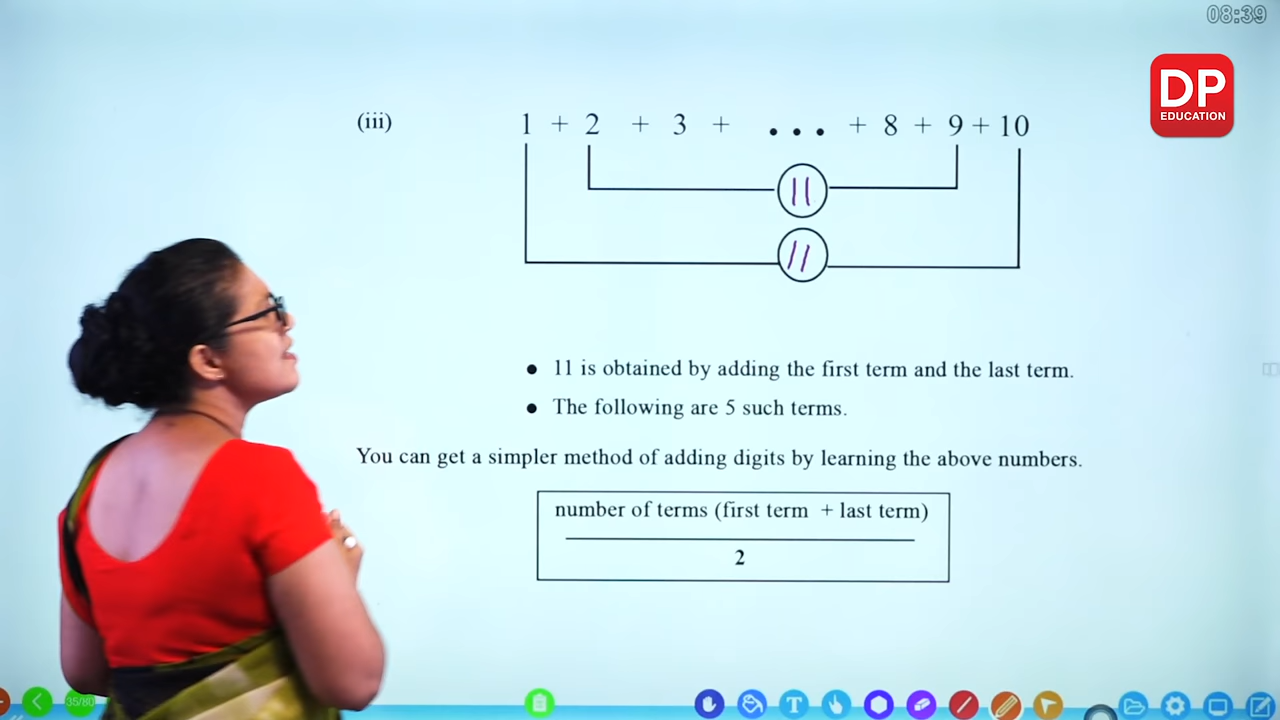 08:39
DP
EDUCATION
(iii) 1 + 2 + 3 + ... + 8 + 9 + 10
11
11
• 11 is obtained by adding the first term and the last term.
• The following are 5 such terms.
You can get a simpler method of adding digits by learning the above numbers.
number of terms (first term + last term)
2
35/80
T